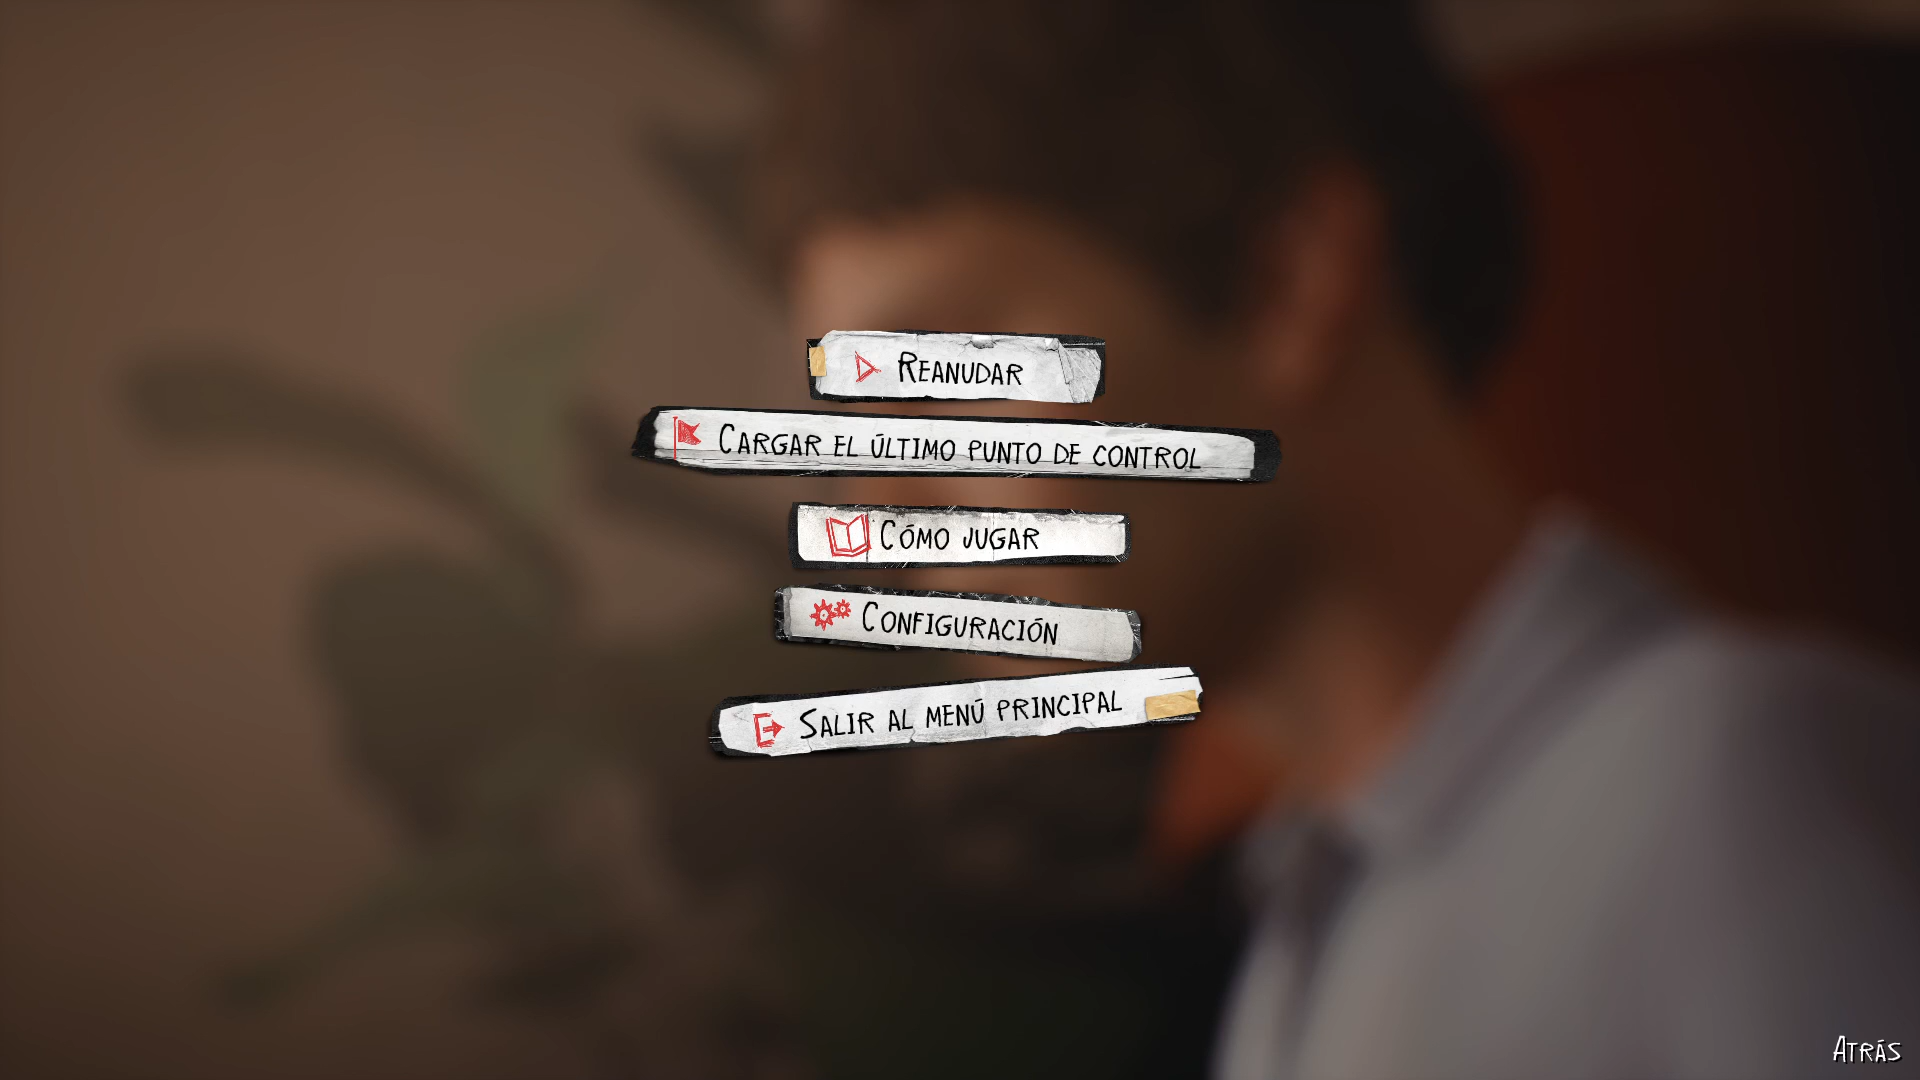 Reanudar
Cargar el último punto de control
Cómo jugar
Configuración
Salir al menú principal
Atrás